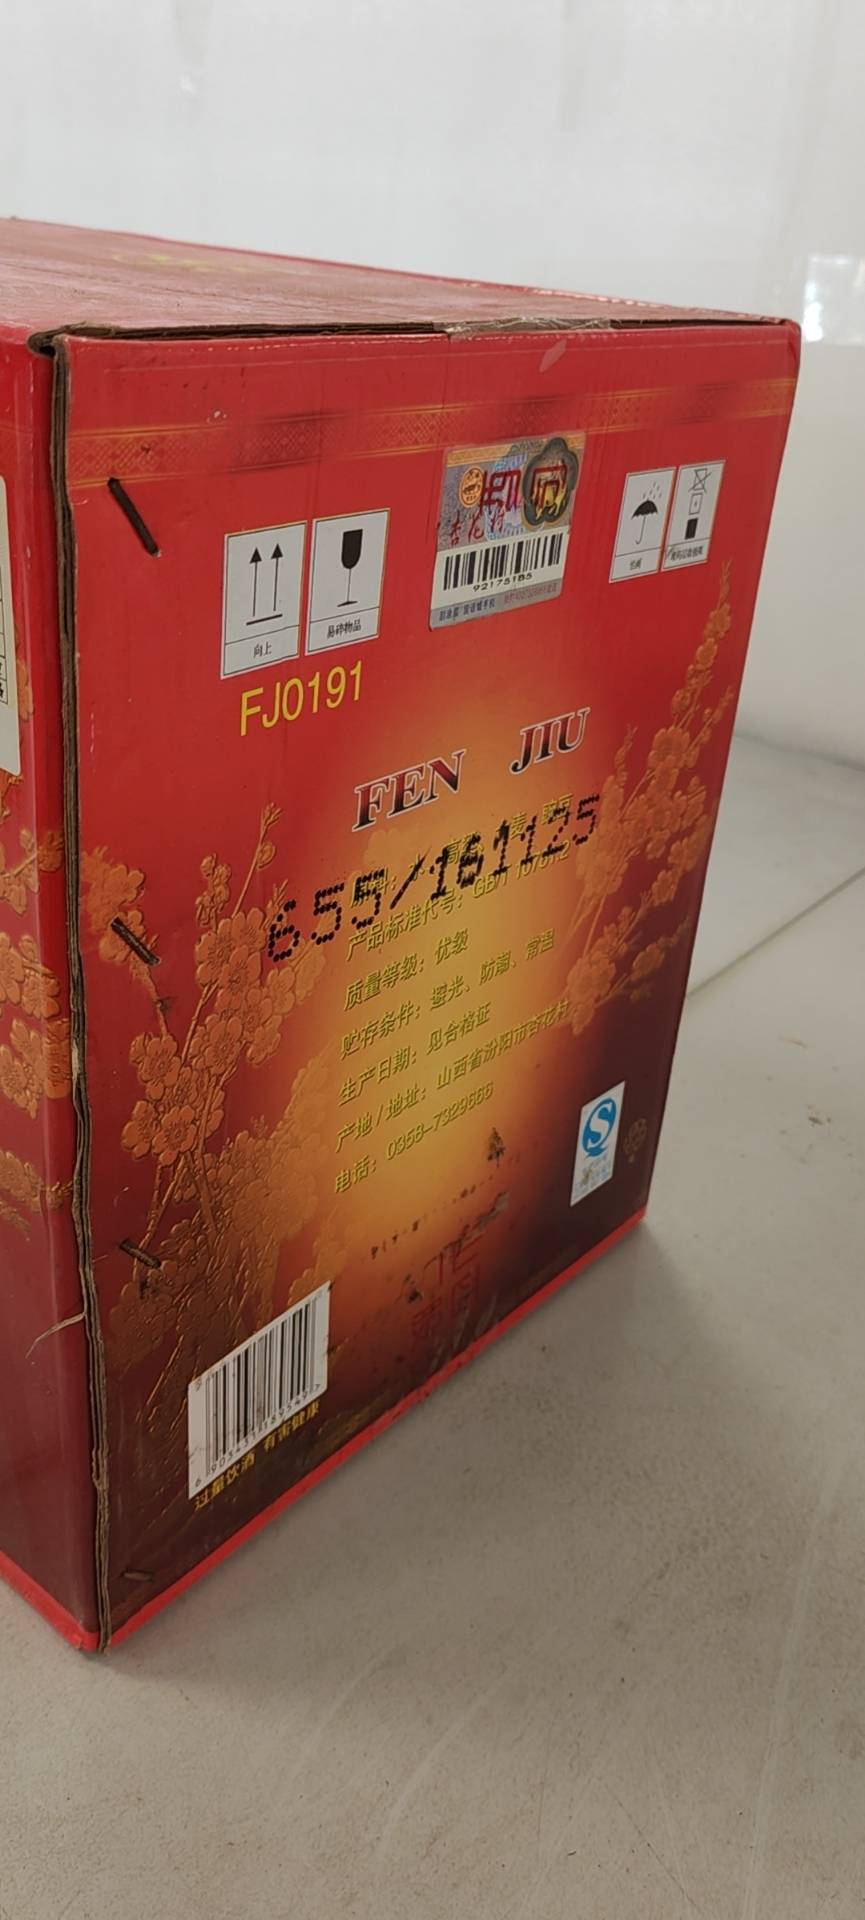 向上
易碎物品
杏花村
92175185
怕雨
FJ0191
FEN JIU
655/161125
产品标准代号：GB/T 10781.2
质量等级：优级
贮存条件：避光、防潮、常温
生产日期：见合格证
产地/地址：山西省汾阳市杏花村
电话：0358-7329666
过量饮酒 有害健康